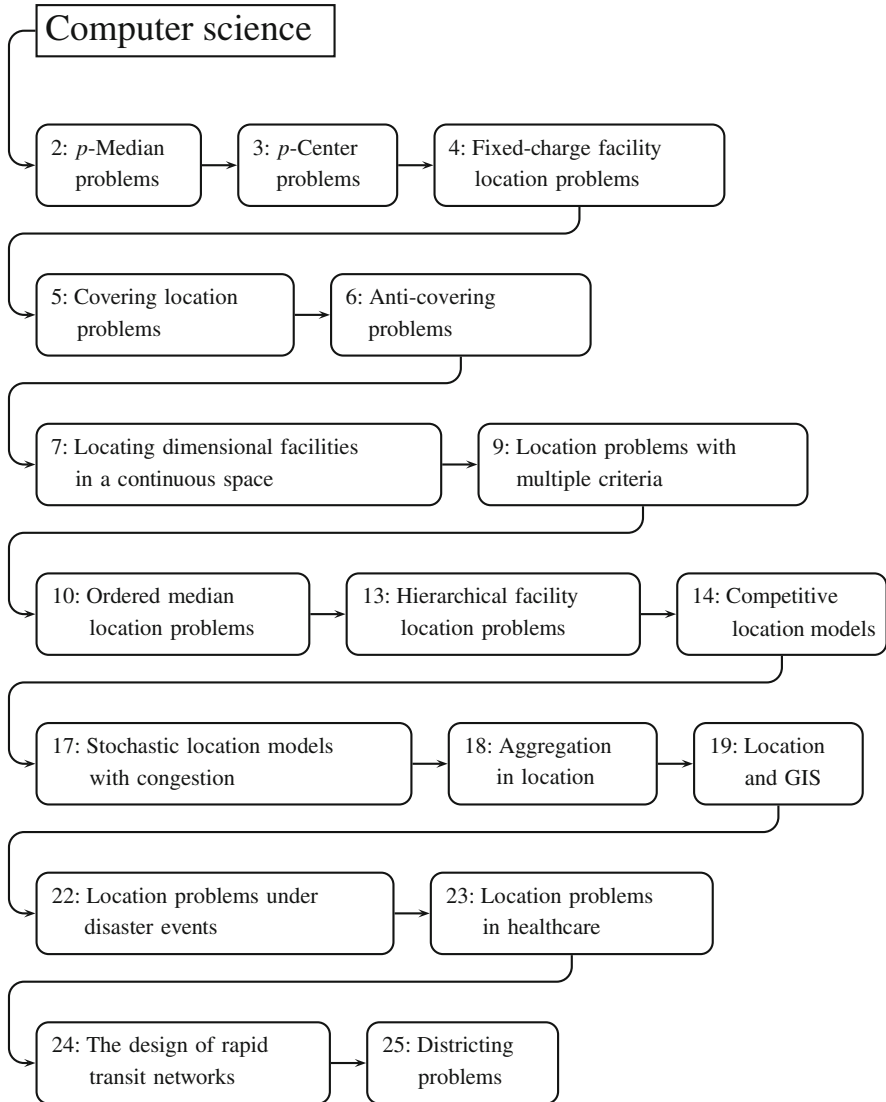 Computer science
2: p-Median
problems
3: p-Center
problems
4: Fixed-charge facility
location problems
5: Covering location
problems
6: Anti-covering
problems
7: Locating dimensional facilities
in a continuous space
9: Location problems with
multiple criteria
10: Ordered median
location problems
13: Hierarchical facility
location problems
14: Competitive
location models
17: Stochastic location models
with congestion
18: Aggregation
in location
19: Location
and GIS
22: Location problems under
disaster events
23: Location problems
in healthcare
24: The design of rapid
transit networks
25: Districting
problems